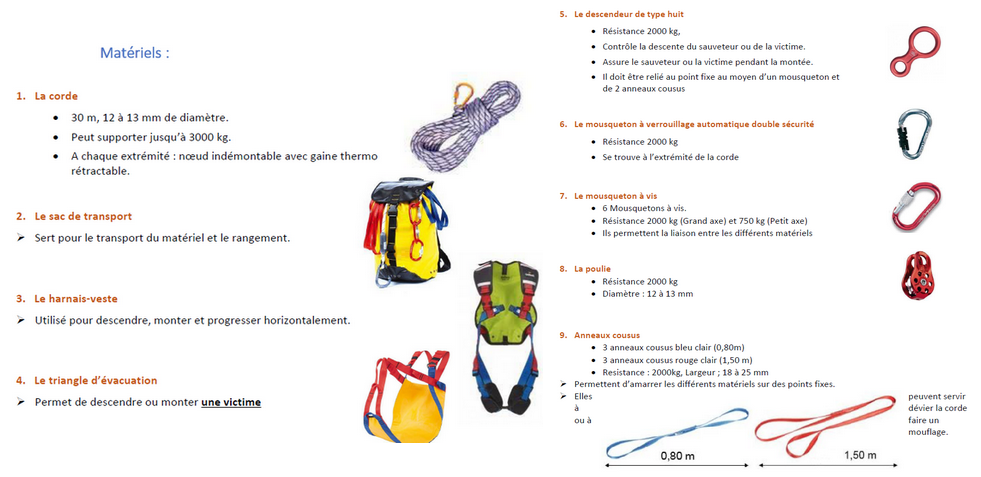 Matériels :
1. La corde
• 30 m, 12 à 13 mm de diamètre.
• Peut supporter jusqu'à 3000 kg.
• A chaque extrémité : nœud indémontable avec gaine thermo
rétractable.
2. Le sac de transport
➢ Sert pour le transport du matériel et le rangement.
3. Le harnais-veste
➢ Utilisé pour descendre, monter et progresser horizontalement.
4. Le triangle d'évacuation
➢ Permet de descendre ou monter une victime
5. Le descendeur de type huit
• Résistance 2000 kg,
• Contrôle la descente du sauveteur ou de la victime.
• Assure le sauveteur ou la victime pendant la montée.
• Il doit être relié au point fixe au moyen d'un mousqueton et
de 2 anneaux cousus
6. Le mousqueton à verrouillage automatique double sécurité
• Résistance 2000 kg
• Se trouve à l'extrémité de la corde
7. Le mousqueton à vis
• 6 Mousquetons à vis.
• Résistance 2000 kg (Grand axe) et 750 kg (Petit axe)
• Ils permettent la liaison entre les différents matériels
8. La poulie
• Résistance 2000 kg
• Diamètre : 12 à 13 mm
9. Anneaux cousus
• 3 anneaux cousus bleu clair (0,80m)
• 3 anneaux cousus rouge clair (1,50 m)
• Resistance : 2000kg, Largeur ; 18 à 25 mm
➢ Permettent d'amarrer les différents matériels sur des points fixes.
➢ Elles peuvent servir
à dévier la corde
ou à faire un
mouflage.
0,80 m
1,50 m